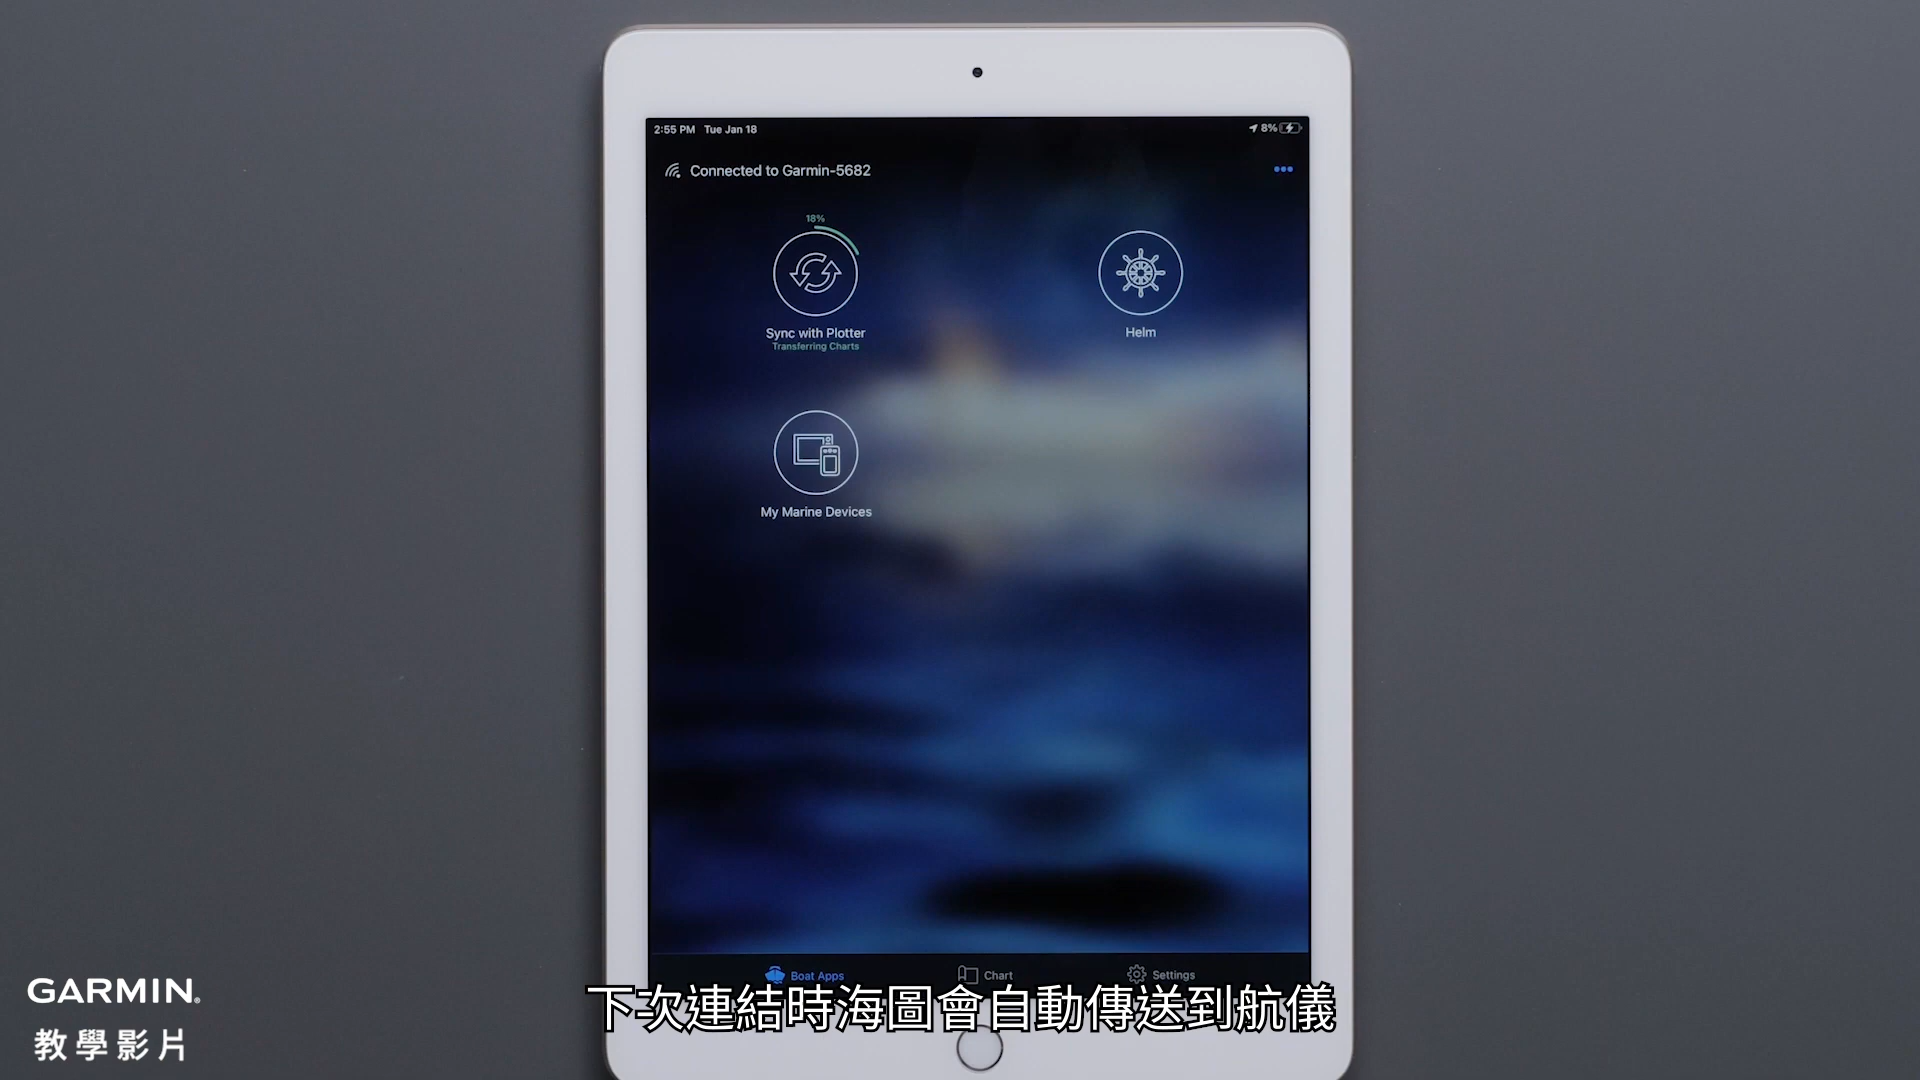 2:55 PM Tue Jan 18
8%
Connected to Garmin-5682
18%
Sync with Plotter
Transferring Charts
Helm
My Marine Devices
Boat Apps
Chart
Settings
下次連結時海圖會自動傳送到航儀
GARMIN®
教學影片